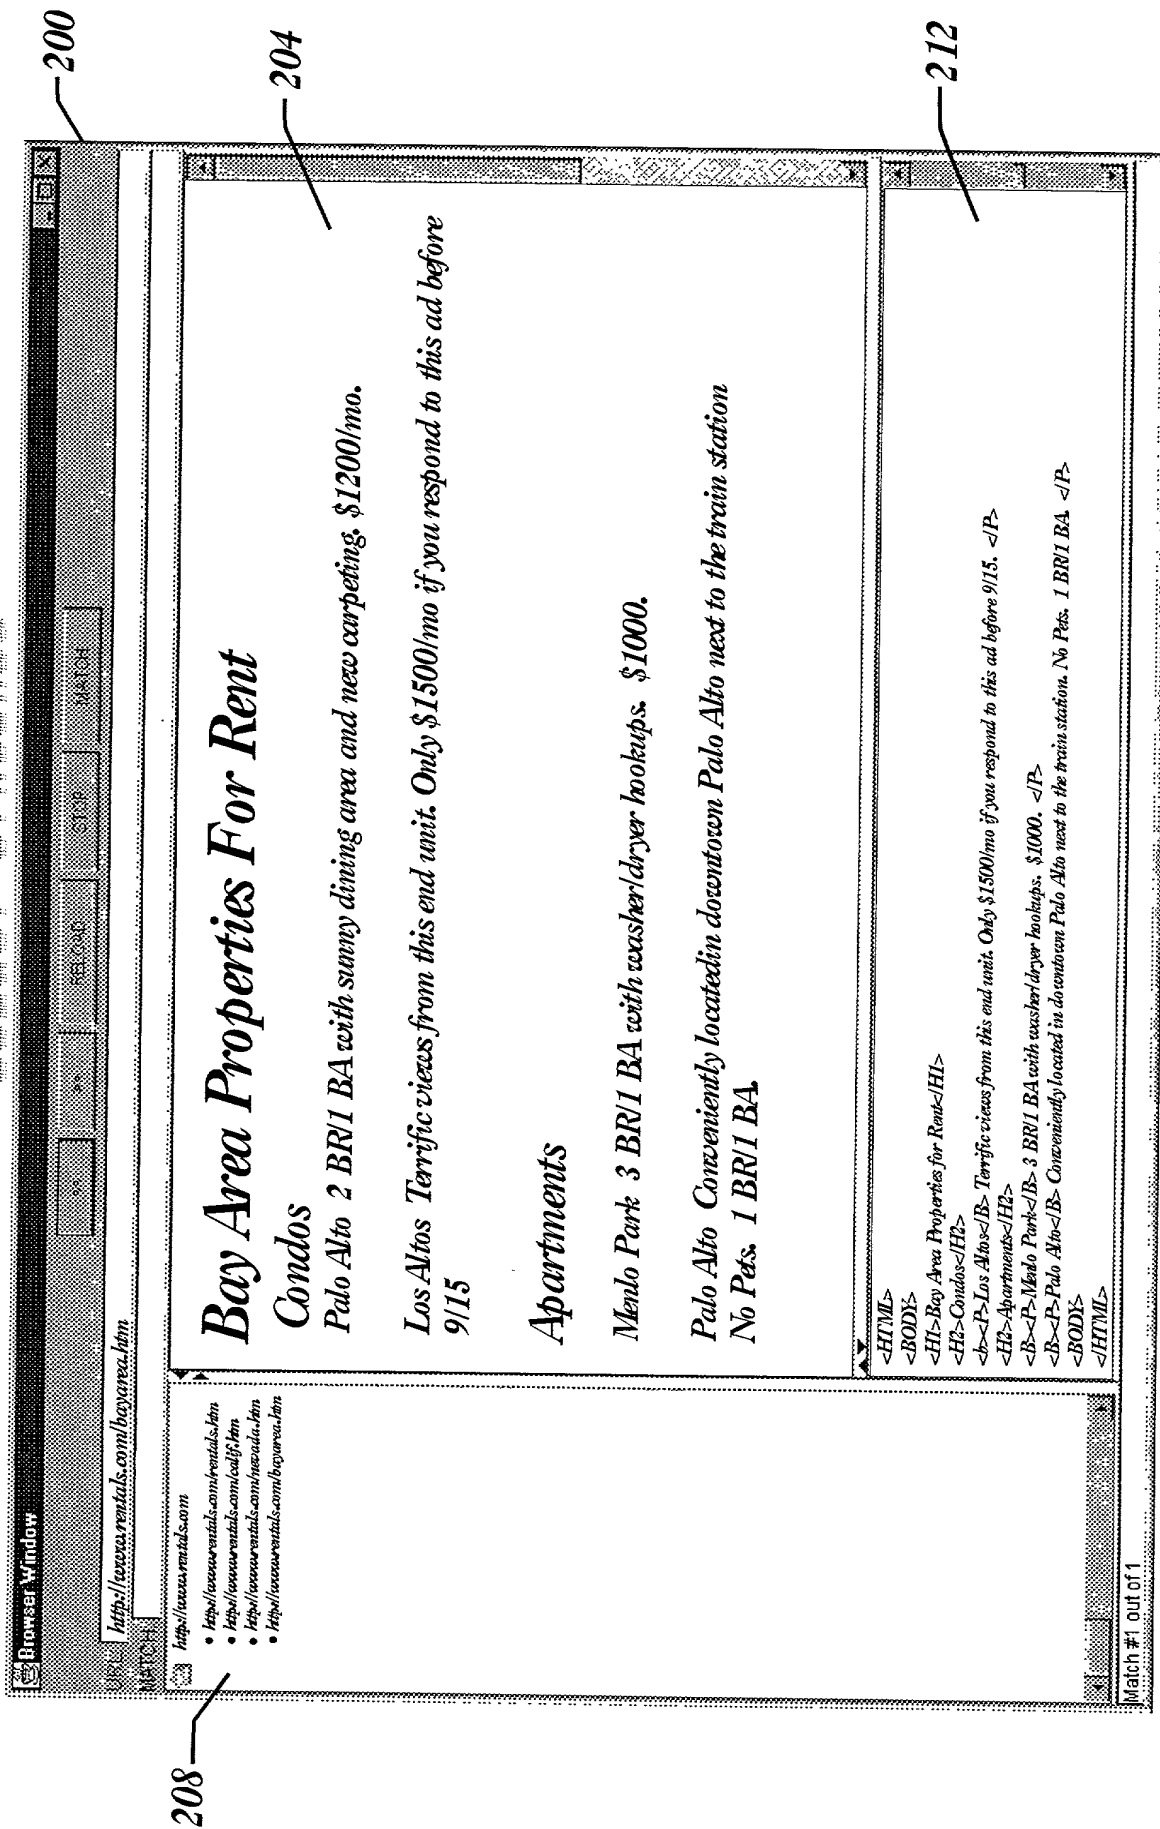 200
Browser Window
<< >> RELOAD STOP MATCH
URL http://www.rentals.com/bayarea.htm
MATCH
204
http://www.rentals.com
• http://www.rentals.com/rentals.htm
• http://www.rentals.com/calif.htm
• http://www.rentals.com/nevada.htm
• http://www.rentals.com/bayarea.htm
208
Bay Area Properties For Rent
Condos
Palo Alto 2 BR/1 BA with sunny dining area and new carpeting. $1200/mo.
Los Altos Terrific views from this end unit. Only $1500/mo if you respond to this ad before
9/15
Apartments
Menlo Park 3 BR/1 BA with washer/dryer hookups. $1000.
Palo Alto Conveniently locatedin downtown Palo Alto next to the train station
No Pets. 1 BR/1 BA.
212
<HTML>
<BODY>
<H1>Bay Area Properties for Rent</H1>
<H2>Condos</H2>
<b><P>Los Altos</B> Terrific views from this end unit. Only $1500/mo if you respond to this ad before 9/15. </P>
<H2>Apartments</H2>
<B><P>Menlo Park</B> 3 BR/1 BA with washer/dryer hookups. $1000. </P>
<B><P>Palo Alto</B> Conveniently located in downtown Palo Alto next to the train station. No Pets. 1 BR/1 BA. </P>
<BODY>
</HTML>
Match #1 out of 1